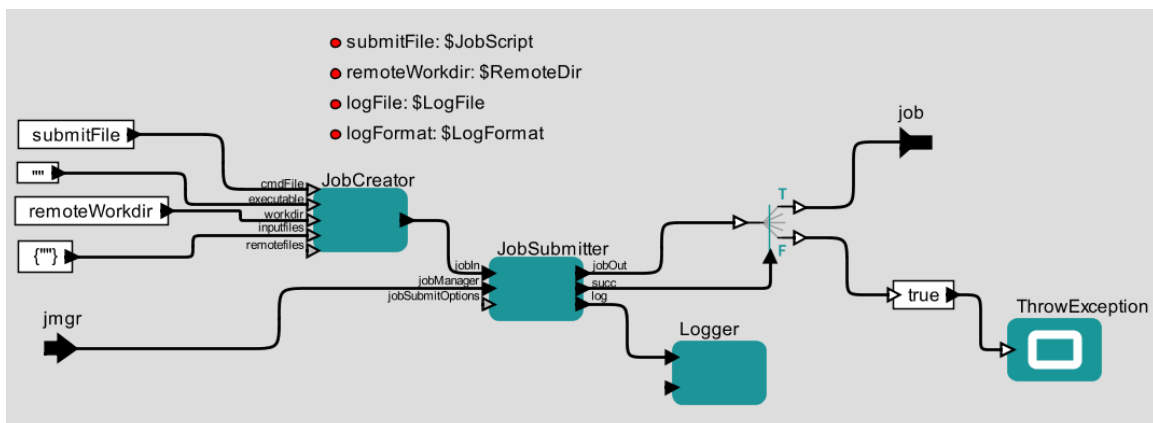 submitFile: $JobScript
remoteWorkdir: $RemoteDir
logFile: $LogFile
logFormat: $LogFormat
submitFile
""
remoteWorkdir
{""}
JobCreator
cmdFile
executable
workdir
inputfiles
remotefiles
jmgr
JobSubmitter
jobIn
jobManager
jobSubmitOptions
jobOut
succ
log
Logger
T
F
job
true
ThrowException